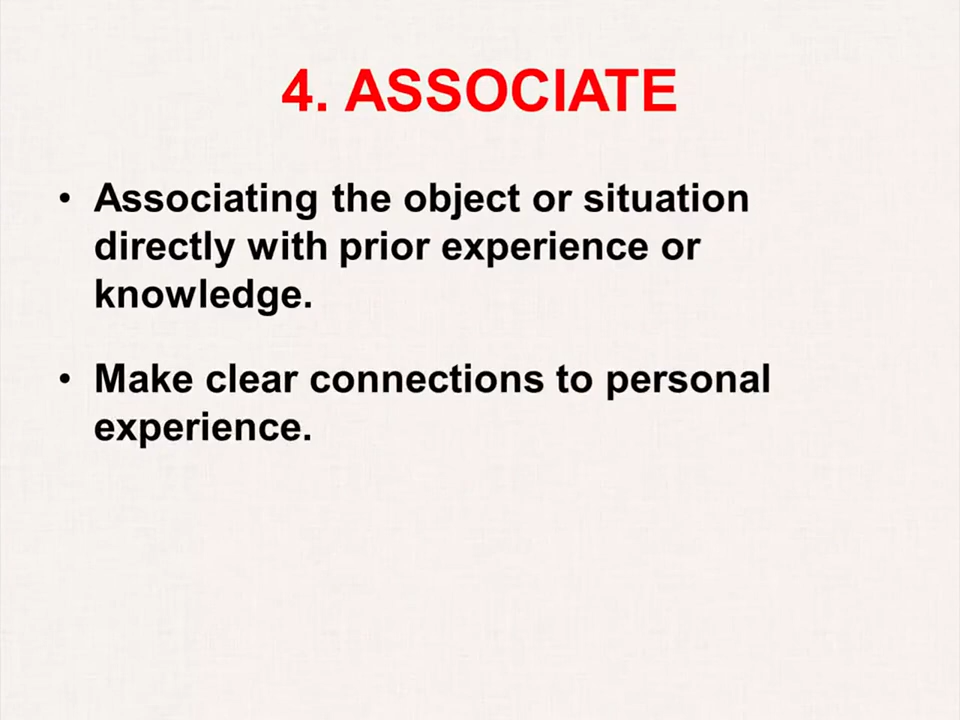 4. ASSOCIATE
• Associating the object or situation
directly with prior experience or
knowledge.
• Make clear connections to personal
experience.